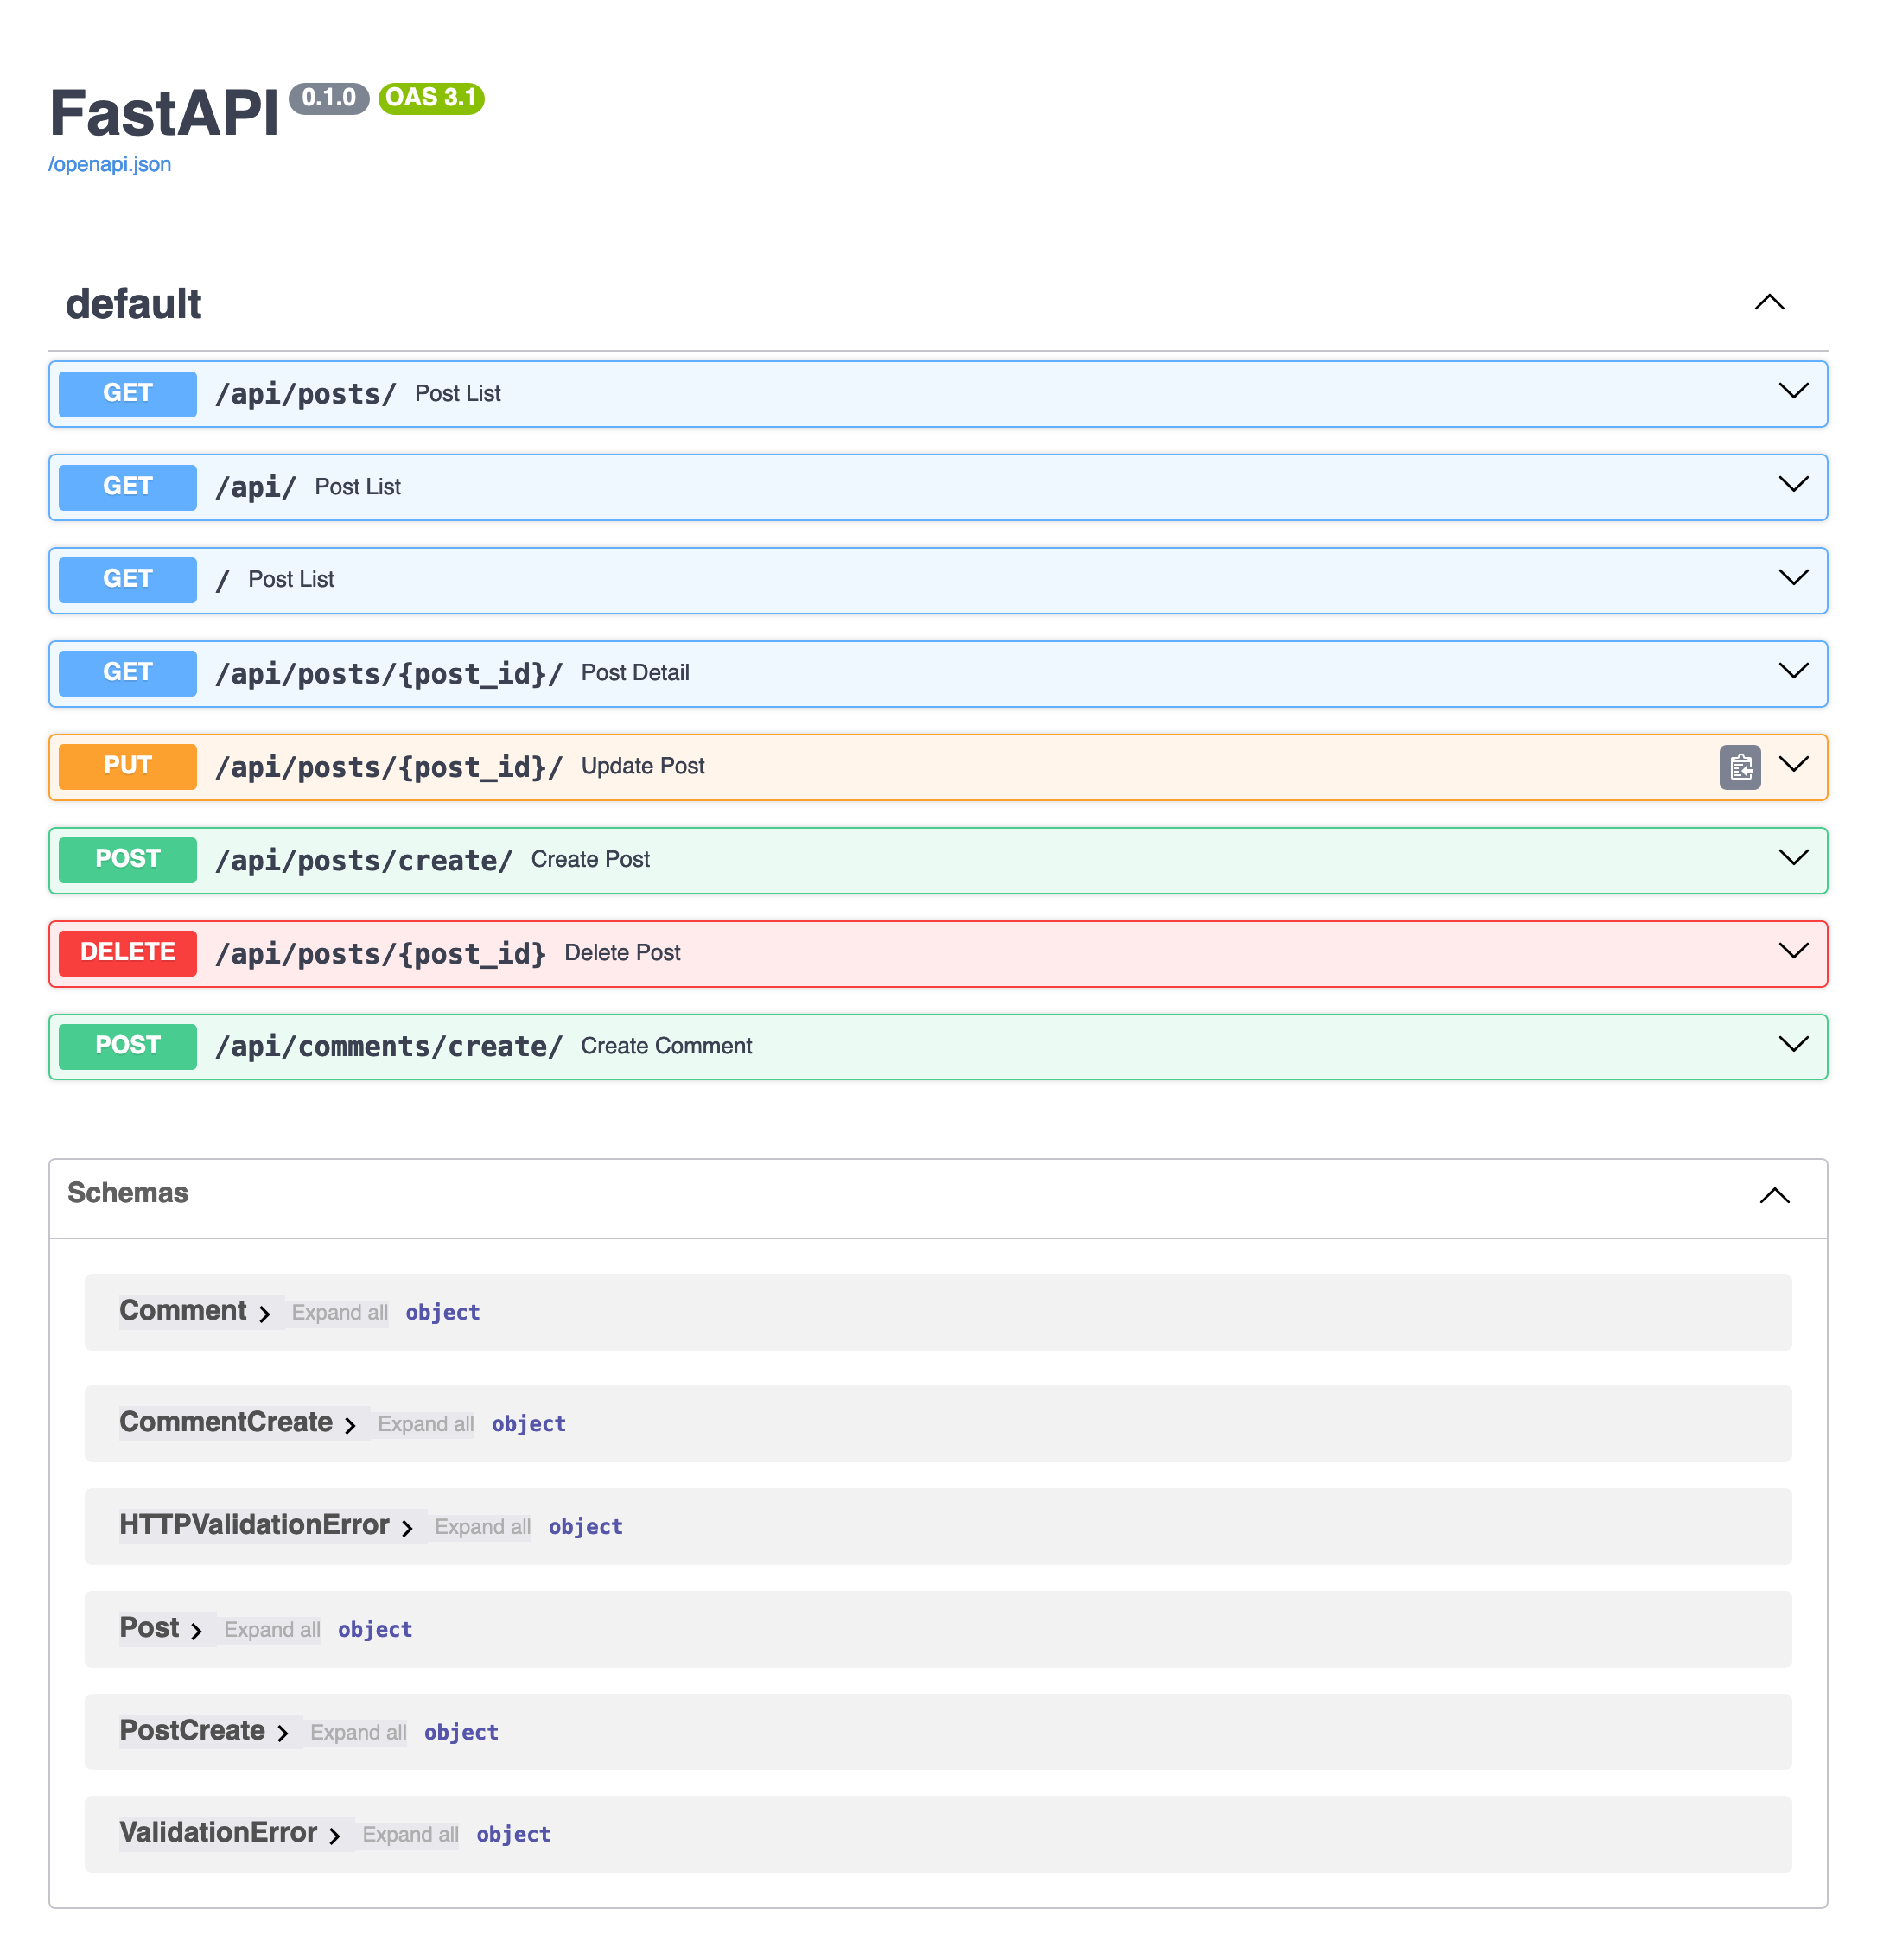 FastAPI 0.1.0 OAS 3.1
/openapi.json
default
GET /api/posts/ Post List
GET /api/ Post List
GET / Post List
GET /api/posts/{post_id}/ Post Detail
PUT /api/posts/{post_id}/ Update Post
POST /api/posts/create/ Create Post
DELETE /api/posts/{post_id} Delete Post
POST /api/comments/create/ Create Comment
Schemas
Comment Expand all object
CommentCreate Expand all object
HTTPValidationError Expand all object
Post Expand all object
PostCreate Expand all object
ValidationError Expand all object